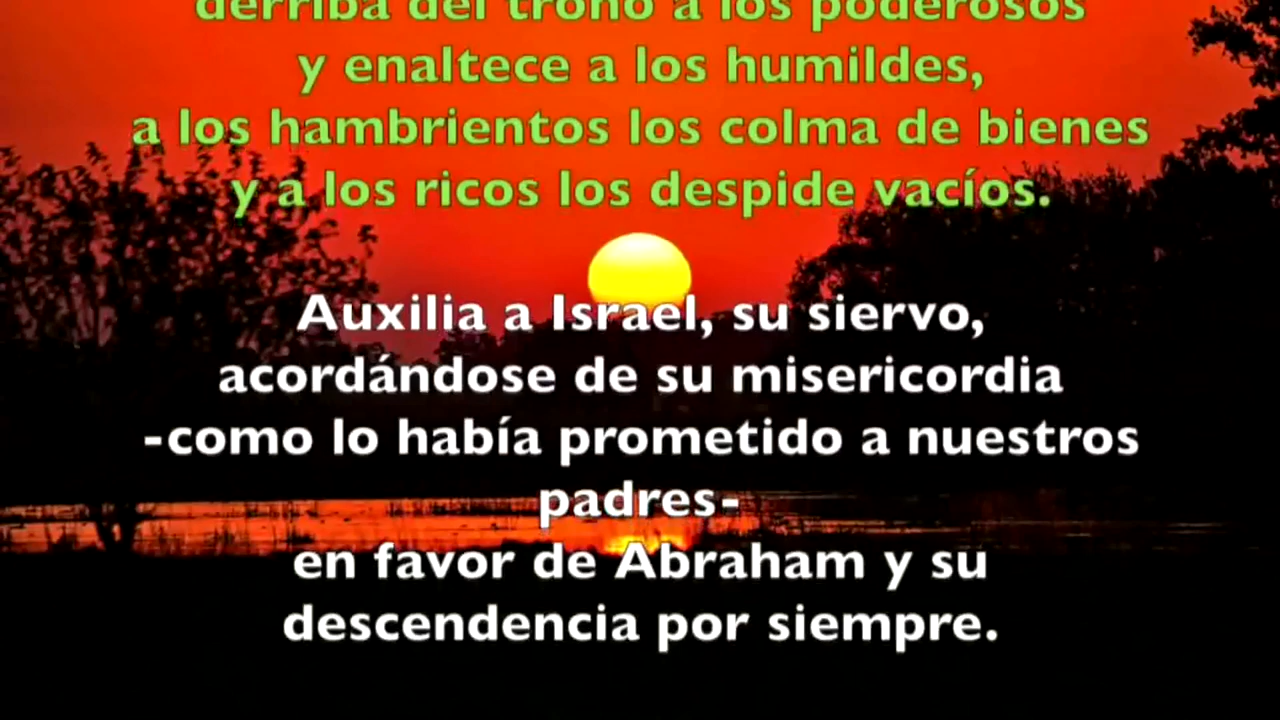 derriba del trono a los poderosos
y enaltece a los humildes,
a los hambrientos los colma de bienes
y a los ricos los despide vacíos.
Auxilia a Israel, su siervo,
acordándose de su misericordia
-como lo había prometido a nuestros
padres-
en favor de Abraham y su
descendencia por siempre.